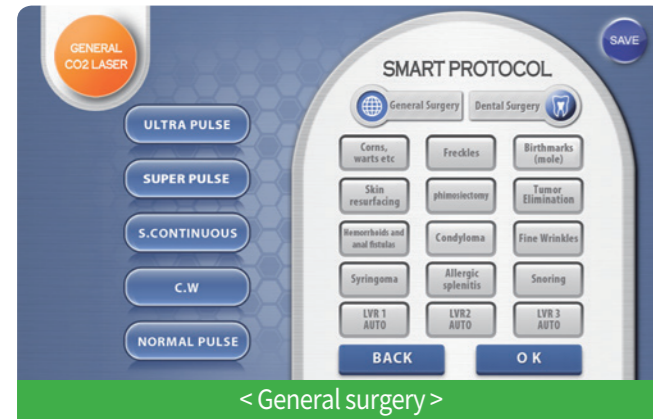 GENERAL
CO2 LASER
SAVE
SMART PROTOCOL
General Surgery
Dental Surgery
ULTRA PULSE
SUPER PULSE
S.CONTINUOUS
C.W
NORMAL PULSE
Corns,
warts etc
Freckles
Birthmarks
(mole)
Skin
resurfacing
phimosiectomy
Tumor
Elimination
Hemorrhoids and
anal fistulas
Condyloma
Fine Wrinkles
Syringoma
Allergic
splenitis
Snoring
LVR 1
AUTO
LVR2
AUTO
LVR 3
AUTO
BACK
O K
< General surgery >